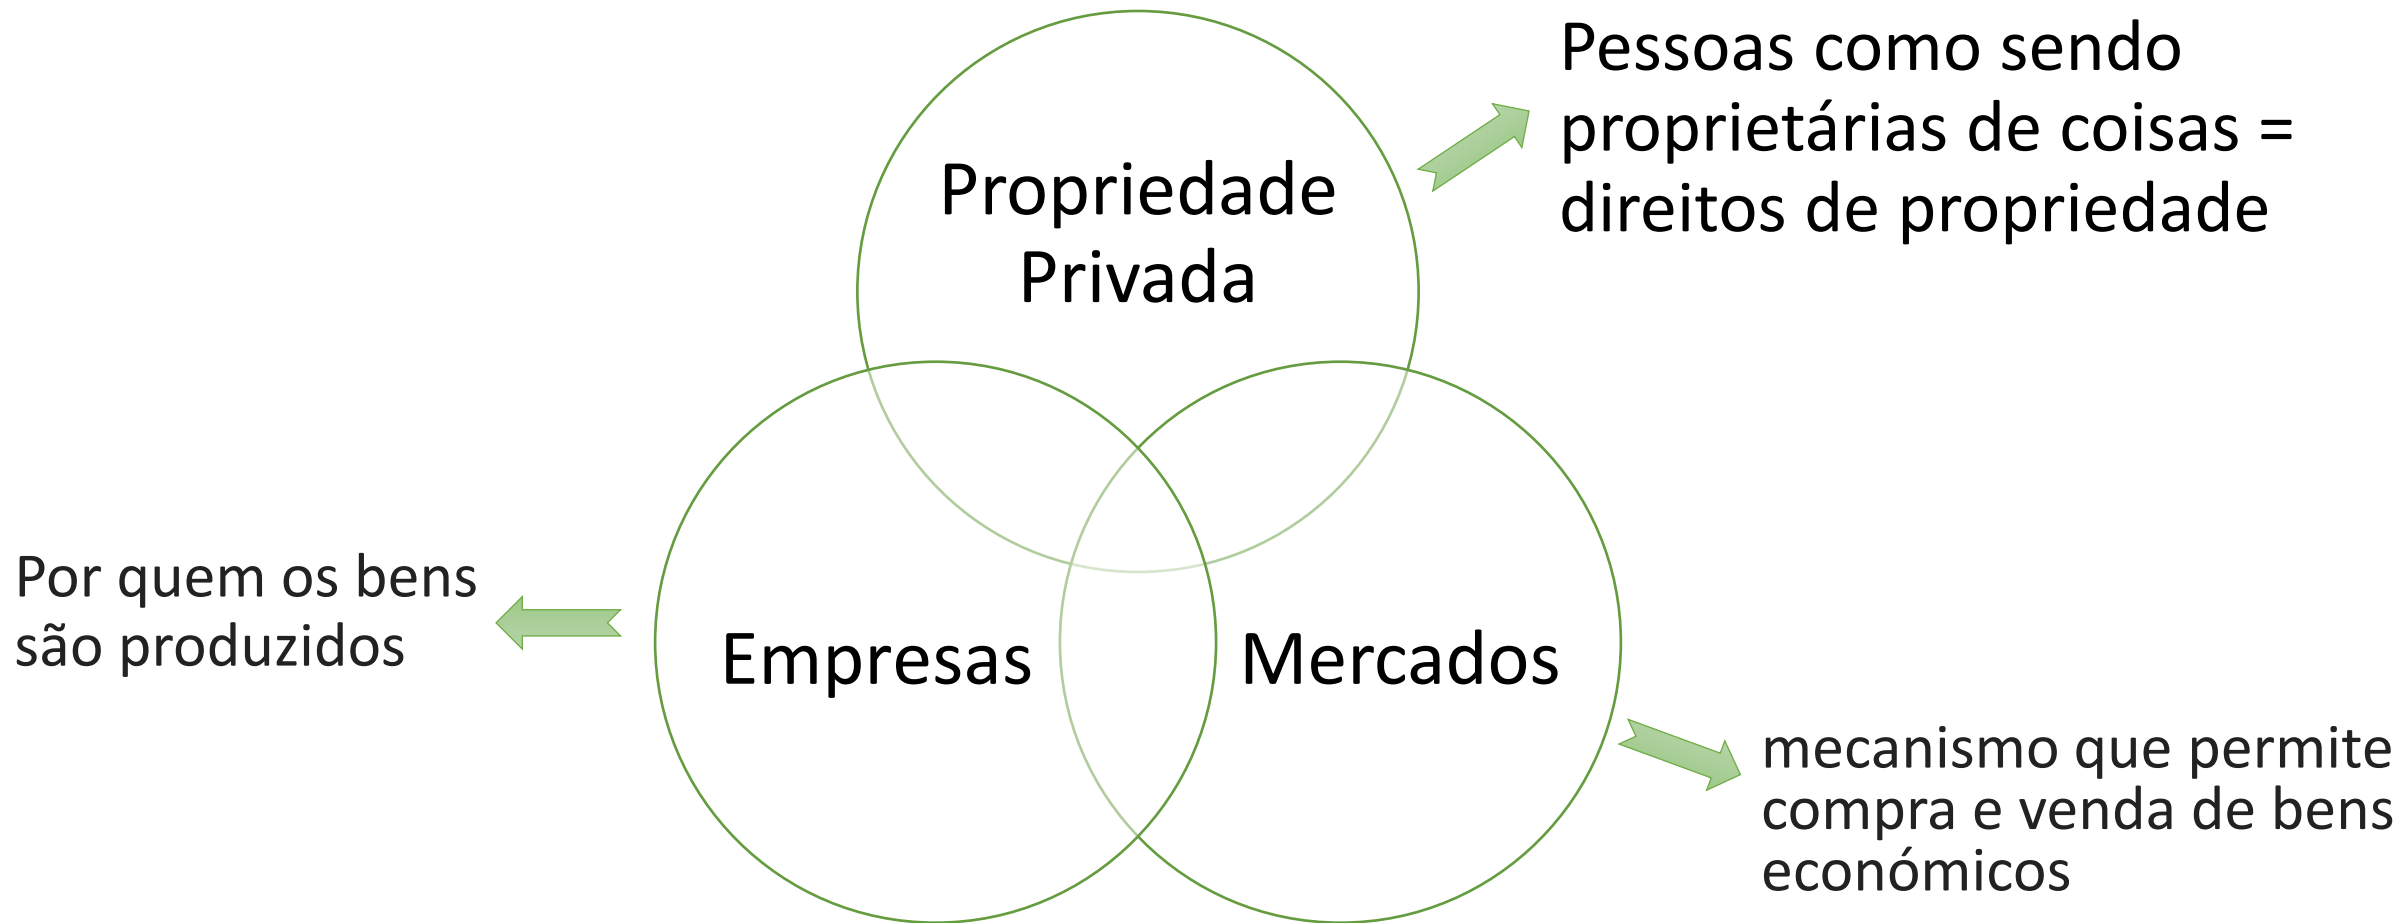 Propriedade
Privada
Pessoas como sendo
proprietárias de coisas =
direitos de propriedade
Por quem os bens
são produzidos
Empresas
Mercados
mecanismo que permite
compra e venda de bens
económicos